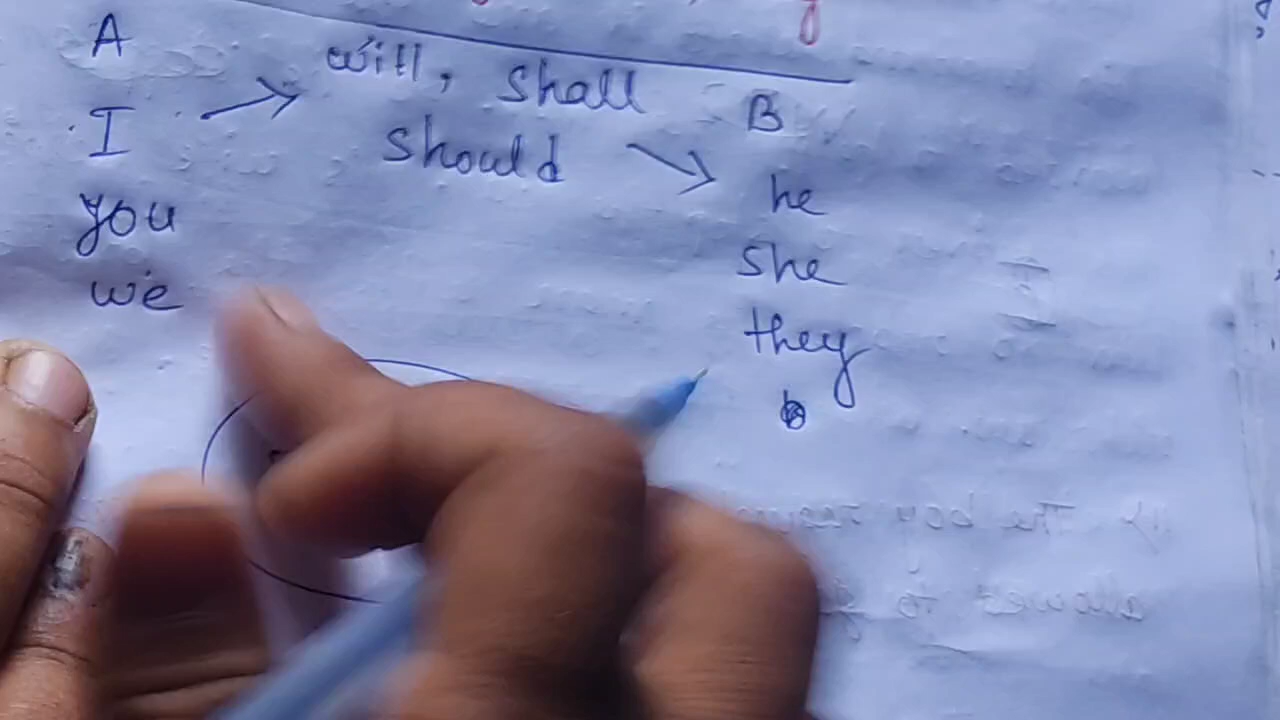 A
I → will, shall
should →
you
we
B
he
she
they